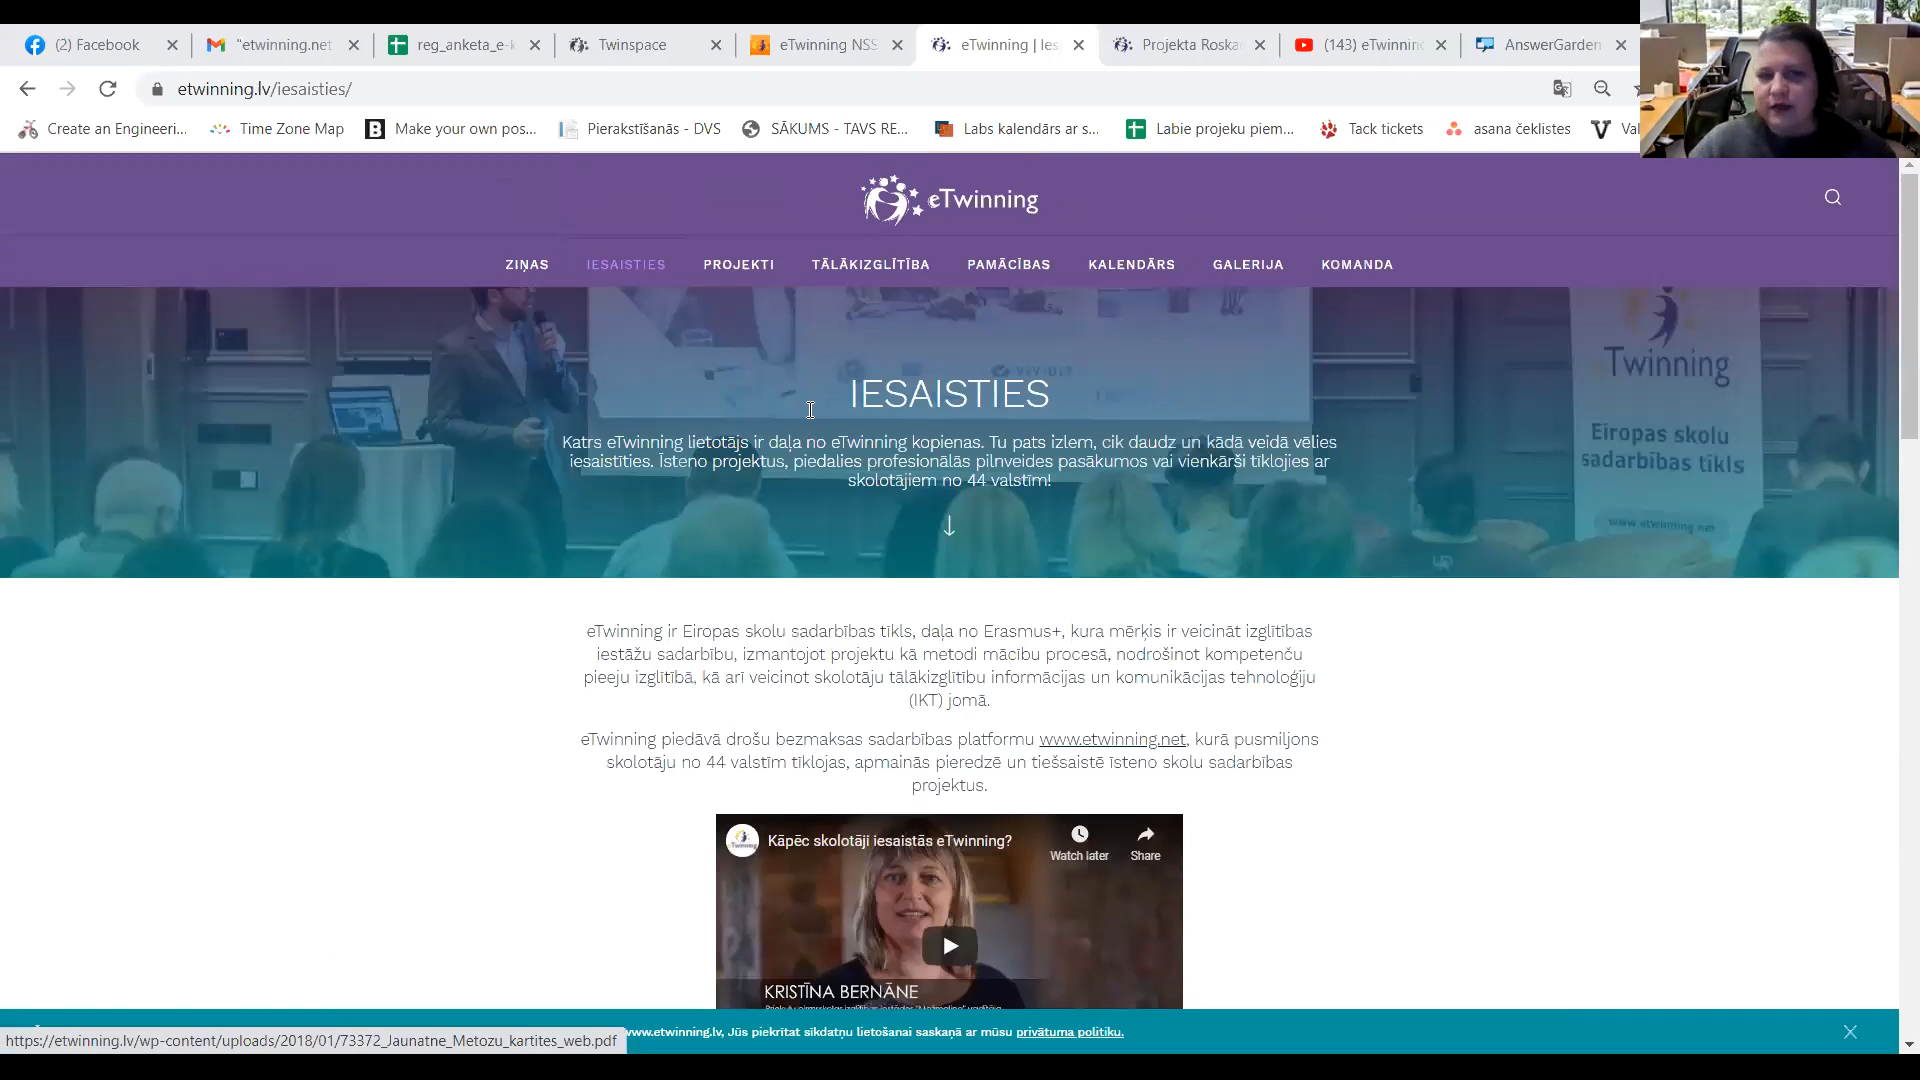 (2) Facebook
"etwinning.net
reg_anketa_e-k
Twinspace
eTwinning NSS
eTwinning | Ies
Projekta Roska
(143) eTwinning
AnswerGarden
etwinning.lv/iesaisties/
Create an Engineeri...
Time Zone Map
Make your own pos...
Pierakstīšanās - DVS
SĀKUMS - TAVS RE...
Labs kalendārs ar s...
Labie projeku piem...
Tack tickets
asana čeklistes
Val
eTwinning
ZIŅAS
IESAISTIES
PROJEKTI
TĀLĀKIZGLĪTĪBA
PAMĀCĪBAS
KALENDĀRS
GALERIJA
KOMANDA
IESAISTIES
Katrs eTwinning lietotājs ir daļa no eTwinning kopienas. Tu pats izlem, cik daudz un kādā veidā vēlies
iesaistīties. Īsteno projektus, piedalies profesionālās pilnveides pasākumos vai vienkārši tīklojies ar
skolotājiem no 44 valstīm!
Twinning
Eiropas skolu
sadarbības tīkls
www.etwinning.net
eTwinning ir Eiropas skolu sadarbības tīkls, daļa no Erasmus+, kura mērķis ir veicināt izglītības
iestāžu sadarbību, izmantojot projektu kā metodi mācību procesā, nodrošinot kompetenču
pieeju izglītībā, kā arī veicinot skolotāju tālākizglītību informācijas un komunikācijas tehnoloģiju
(IKT) jomā.
eTwinning piedāvā drošu bezmaksas sadarbības platformu www.etwinning.net, kurā pusmiljons
skolotāju no 44 valstīm tīklojas, apmainās pieredzē un tiešsaistē īsteno skolu sadarbības
projektus.
Kāpēc skolotāji iesaistās eTwinning?
Watch later
Share
KRISTĪNA BERNĀNE
www.etwinning.lv, Jūs piekrītat sīkdatņu lietošanai saskaņā ar mūsu privātuma politiku.
https://etwinning.lv/wp-content/uploads/2018/01/73372_Jaunatne_Metozu_kartites_web.pdf